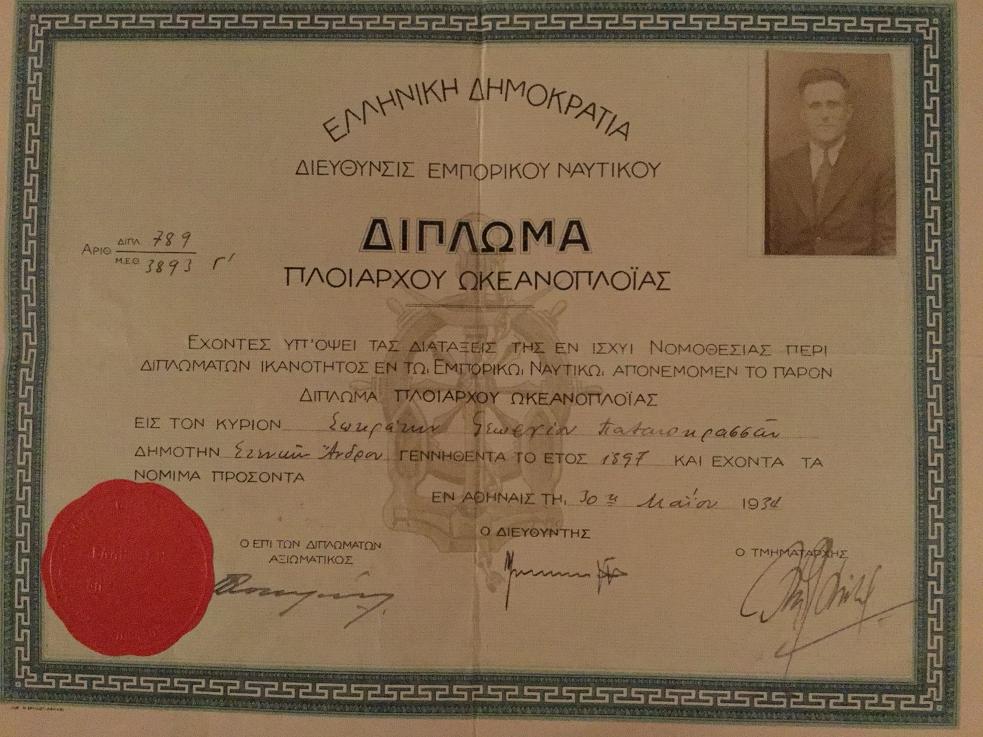 ΕΛΛΗΝΙΚΗ ΔΗΜΟΚΡΑΤΙΑ
ΔΙΕΥΘΥΝΣΙΣ ΕΜΠΟΡΙΚΟΥ ΝΑΥΤΙΚΟΥ
ΔΙΠΛΩΜΑ
ΑΡΙΘ ΔΙΠΛ 789
Μ.Ε.Θ 3893 Γ'
ΠΛΟΙΑΡΧΟΥ ΩΚΕΑΝΟΠΛΟΪΑΣ
ΕΧΟΝΤΕΣ ΥΠ'ΟΨΕΙ ΤΑΣ ΔΙΑΤΑΞΕΙΣ ΤΗΣ ΕΝ ΙΣΧΥΙ ΝΟΜΟΘΕΣΙΑΣ ΠΕΡΙ
ΔΙΠΛΩΜΑΤΩΝ ΙΚΑΝΟΤΗΤΟΣ ΕΝ ΤΩι ΕΜΠΟΡΙΚΩι ΝΑΥΤΙΚΩι ΑΠΟΝΕΜΟΜΕΝ ΤΟ ΠΑΡΟΝ
ΔΙΠΛΩΜΑ ΠΛΟΙΑΡΧΟΥ ΩΚΕΑΝΟΠΛΟΪΑΣ
ΕΙΣ ΤΟΝ ΚΥΡΙΟΝ Σωκράτην Γεωργίου
ΔΗΜΟΤΗΝ Άνδρου ΓΕΝΝΗΘΕΝΤΑ ΤΟ ΕΤΟΣ 1897 ΚΑΙ ΕΧΟΝΤΑ ΤΑ
ΝΟΜΙΜΑ ΠΡΟΣΟΝΤΑ
ΕΝ ΑΘΗΝΑΙΣ ΤΗι 30 Μαΐου 1934
Ο ΕΠΙ ΤΩΝ ΔΙΠΛΩΜΑΤΩΝ
ΑΞΙΩΜΑΤΙΚΟΣ
Ο ΔΙΕΥΘΥΝΤΗΣ
Ο ΤΜΗΜΑΤΑΡΧΗΣ